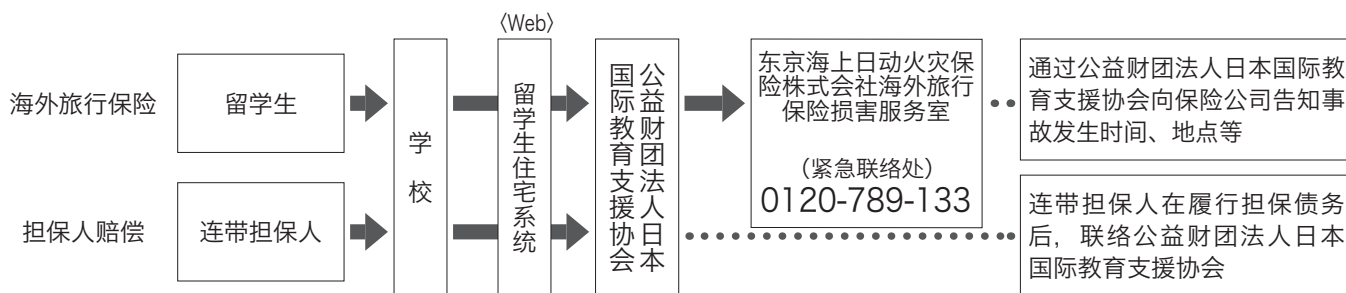 〈Web〉
海外旅行保险
留学生
学校
留学生住宅系统
公益财团法人日本
国际教育支援协会
东京海上日动火灾保
险株式会社海外旅行
保险损害服务室
（紧急联络处）
0120-789-133
通过公益财团法人日本国际教
育支援协会向保险公司告知事
故发生时间、地点等
担保人赔偿
连带担保人
连带担保人在履行担保债务
后，联络公益财团法人日本
国际教育支援协会